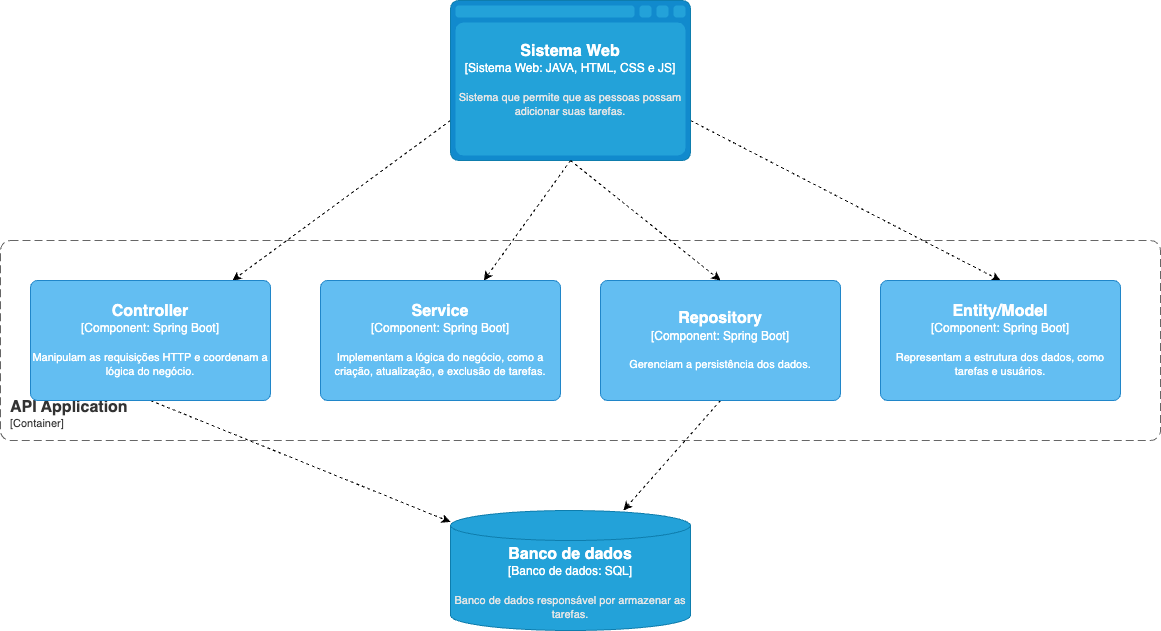 Sistema Web
[Sistema Web: JAVA, HTML, CSS e JS]
Sistema que permite que as pessoas possam
adicionar suas tarefas.
Controller
[Component: Spring Boot]
Manipulam as requisições HTTP e coordenam a
lógica do negócio.
Service
[Component: Spring Boot]
Implementam a lógica do negócio, como a
criação, atualização, e exclusão de tarefas.
Repository
[Component: Spring Boot]
Gerenciam a persistência dos dados.
Entity/Model
[Component: Spring Boot]
Representam a estrutura dos dados, como
tarefas e usuários.
API Application
[Container]
Banco de dados
[Banco de dados: SQL]
Banco de dados responsável por armazenar as
tarefas.